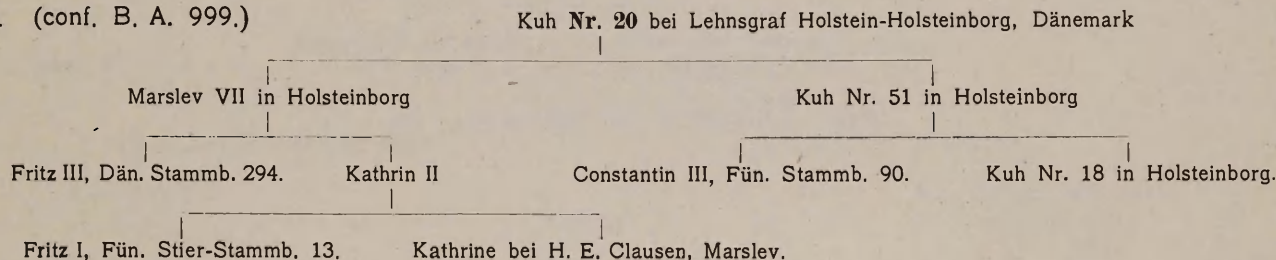 (conf. B. A. 999.) Kuh Nr. 20 bei Lehnsgraf Holstein-Holsteinborg, Dänemark
Marslev VII in Holsteinborg Kuh Nr. 51 in Holsteinborg
Fritz III, Dän. Stammb. 294. Kathrin II Constantin III, Fün. Stammb. 90. Kuh Nr. 18 in Holsteinborg.
Fritz I, Fün. Stier-Stammb. 13. Kathrine bei H. E. Clausen, Marslev.